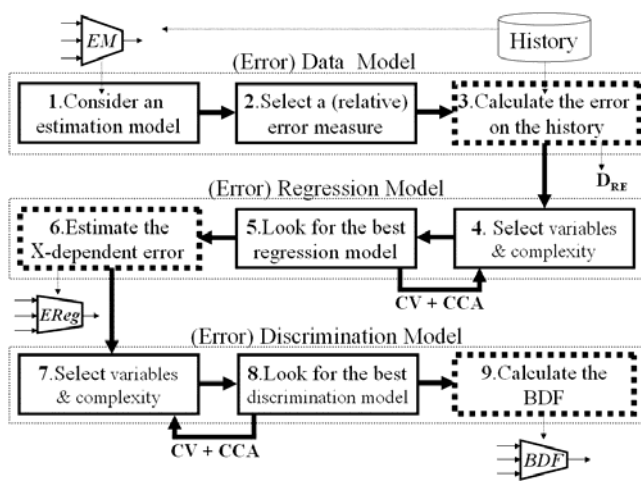 EM
History
(Error) Data Model
1.Consider an
estimation model
2.Select a (relative)
error measure
3.Calculate the error
on the history
D_RE
(Error) Regression Model
6.Estimate the
X-dependent error
5.Look for the best
regression model
4. Select variables
& complexity
CV + CCA
EReg
(Error) Discrimination Model
7.Select variables
& complexity
8.Look for the best
discrimination model
9.Calculate the
BDF
CV + CCA
BDF